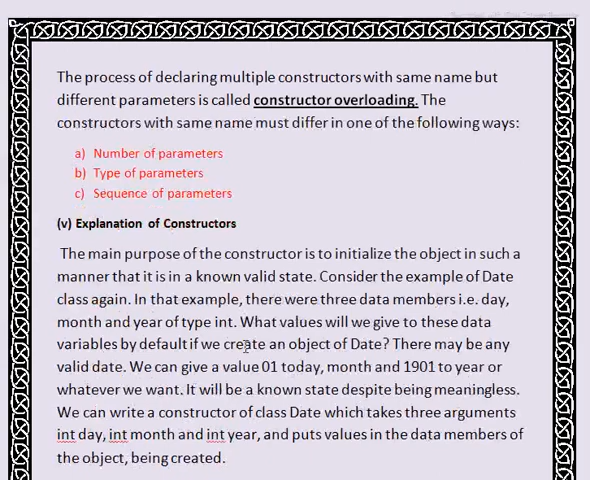 The process of declaring multiple constructors with same name but
different parameters is called constructor overloading. The
constructors with same name must differ in one of the following ways:
a) Number of parameters
b) Type of parameters
c) Sequence of parameters
(v) Explanation of Constructors
The main purpose of the constructor is to initialize the object in such a
manner that it is in a known valid state. Consider the example of Date
class again. In that example, there were three data members i.e. day,
month and year of type int. What values will we give to these data
variables by default if we create an object of Date? There may be any
valid date. We can give a value 01 today, month and 1901 to year or
whatever we want. It will be a known state despite being meaningless.
We can write a constructor of class Date which takes three arguments
int day, int month and int year, and puts values in the data members of
the object, being created.